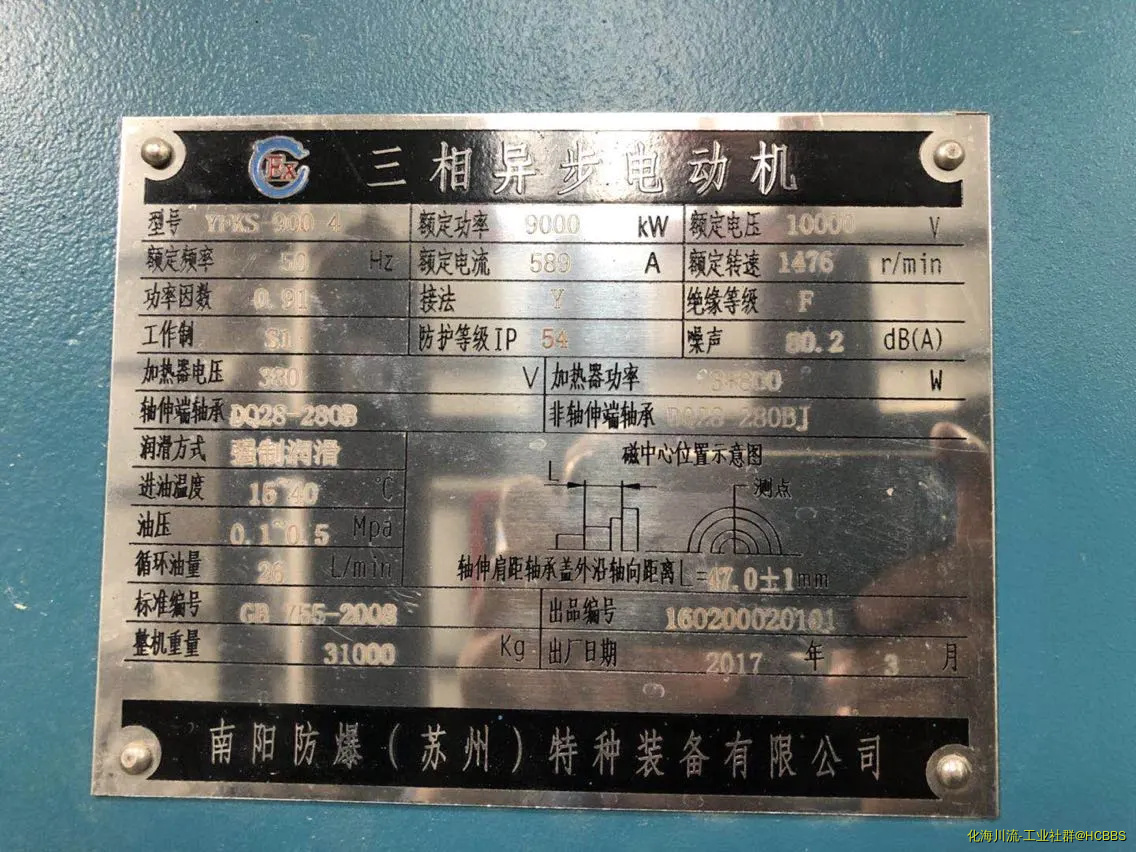 Ex 三相异步电动机
型号 YFKS-900-4 额定功率 9000 kW 额定电压 10000 V
额定频率 50 Hz 额定电流 589 A 额定转速 1476 r/min
功率因数 0.91 接法 Y 绝缘等级 F
工作制 S1 防护等级IP 54 噪声 80.2 dB(A)
加热器电压 380 V 加热器功率 W
轴伸端轴承 DQ28-280B 非轴伸端轴承 DQ28-280BJ
润滑方式 强制润滑 磁中心位置示意图
L 测点
进油温度 15~40 ℃
油压 0.1~0.5 Mpa
循环油量 26 L/min 轴伸肩距轴承盖外沿轴向距离L=47.0±1mm
标准编号 GB 755-2008 出品编号
整机重量 31000 Kg 出厂日期 2017 年 3 月
南阳防爆(苏州)特种装备有限公司
化海川流-工业社群@HCBBS